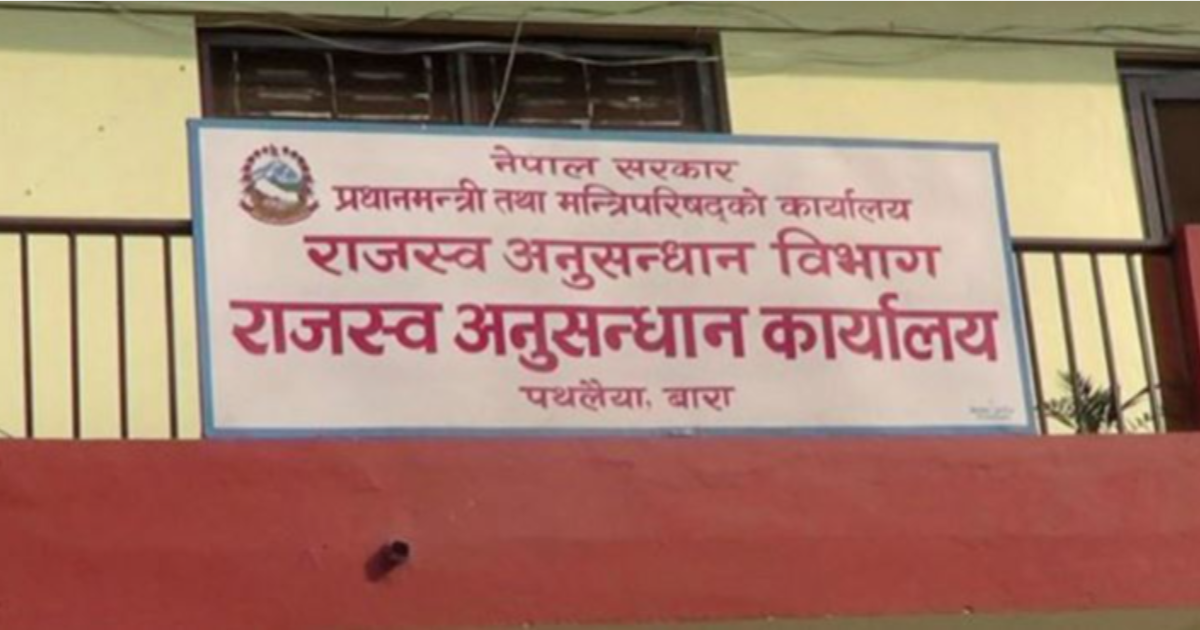 नेपाल सरकार
प्रधानमन्त्री तथा मन्त्रिपरिषद्को कार्यालय
राजस्व अनुसन्धान विभाग
राजस्व अनुसन्धान कार्यालय
पथलैया, बारा